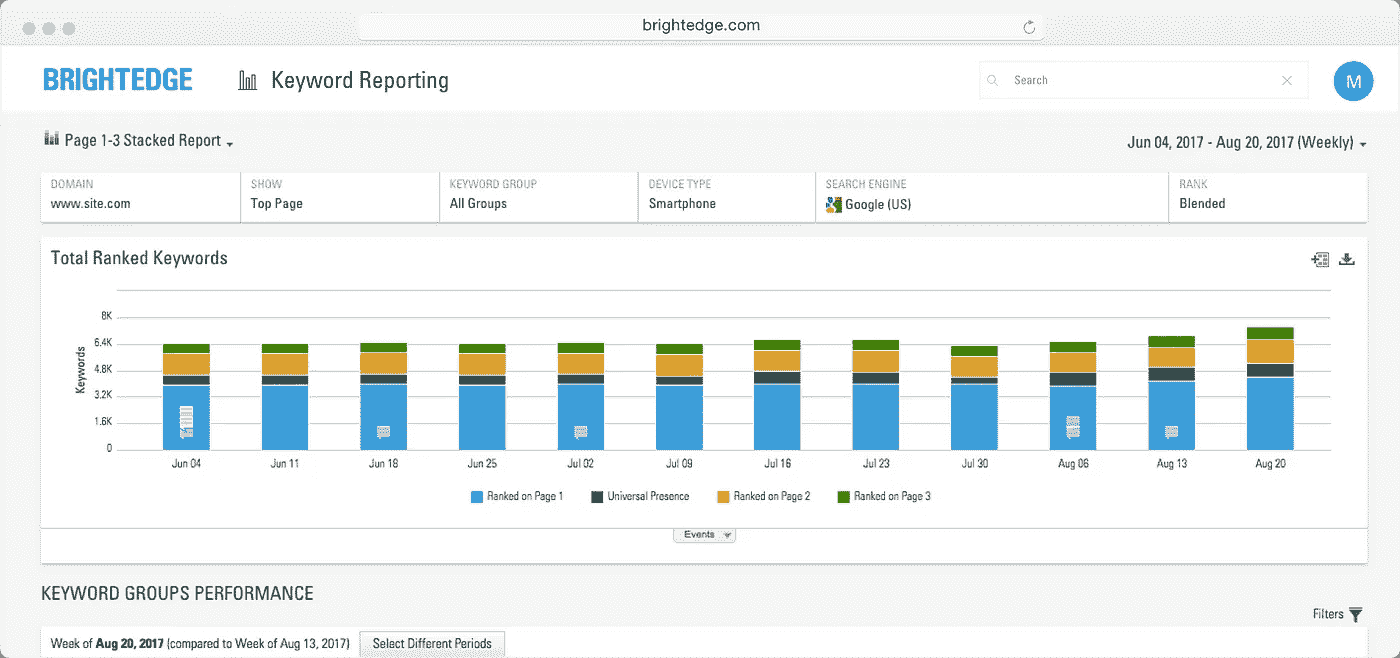 brightedge.com
BRIGHTEDGE
Keyword Reporting
Search
M
Page 1-3 Stacked Report
Jun 04, 2017 - Aug 20, 2017 (Weekly)
DOMAIN
www.site.com
SHOW
Top Page
KEYWORD GROUP
All Groups
DEVICE TYPE
Smartphone
SEARCH ENGINE
Google (US)
RANK
Blended
Total Ranked Keywords
Keywords
8K
6.4K
4.8K
3.2K
1.6K
0
Jun 04 Jun 11 Jun 18 Jun 25 Jul 02 Jul 09 Jul 16 Jul 23 Jul 30 Aug 06 Aug 13 Aug 20
Ranked on Page 1 Universal Presence Ranked on Page 2 Ranked on Page 3
Events
KEYWORD GROUPS PERFORMANCE
Filters
Week of Aug 20, 2017 (compared to Week of Aug 13, 2017) Select Different Periods